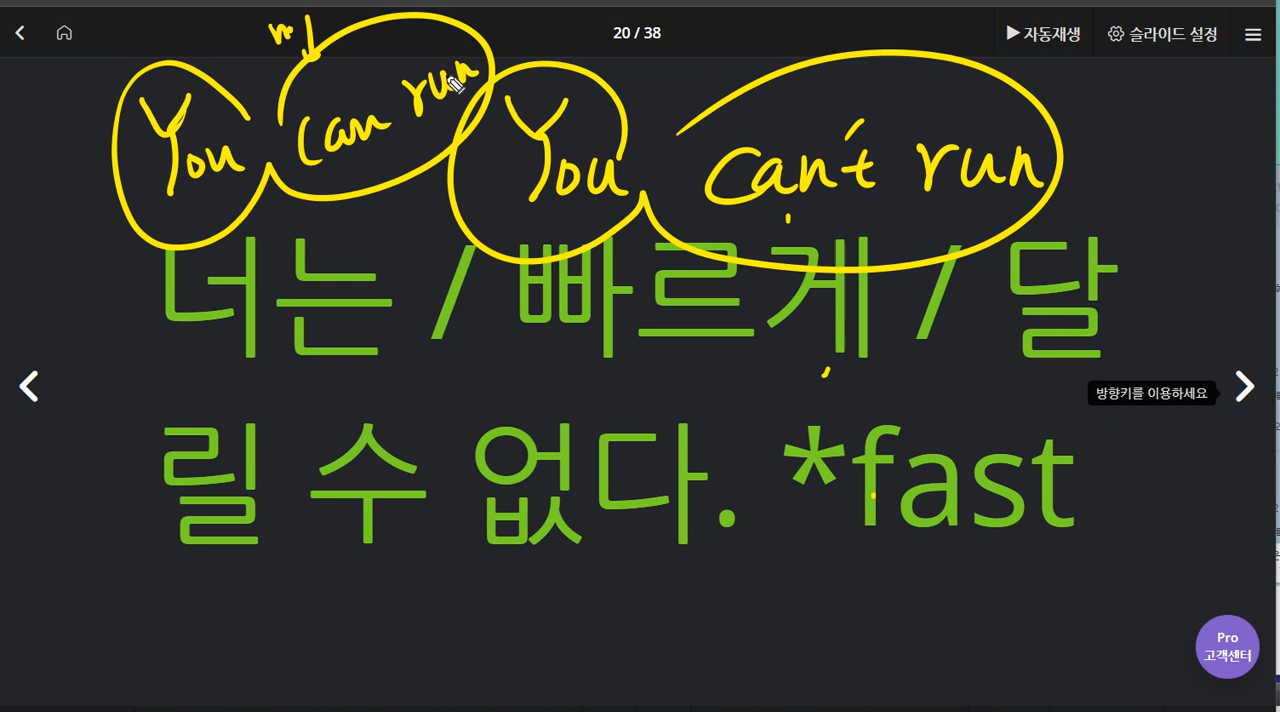 20 / 38
▶자동재생
슬라이드 설정
You can run You can't run
너는 / 빠르게 / 달
릴 수 없다. *fast
방향키를 이용하세요
Pro
고객센터